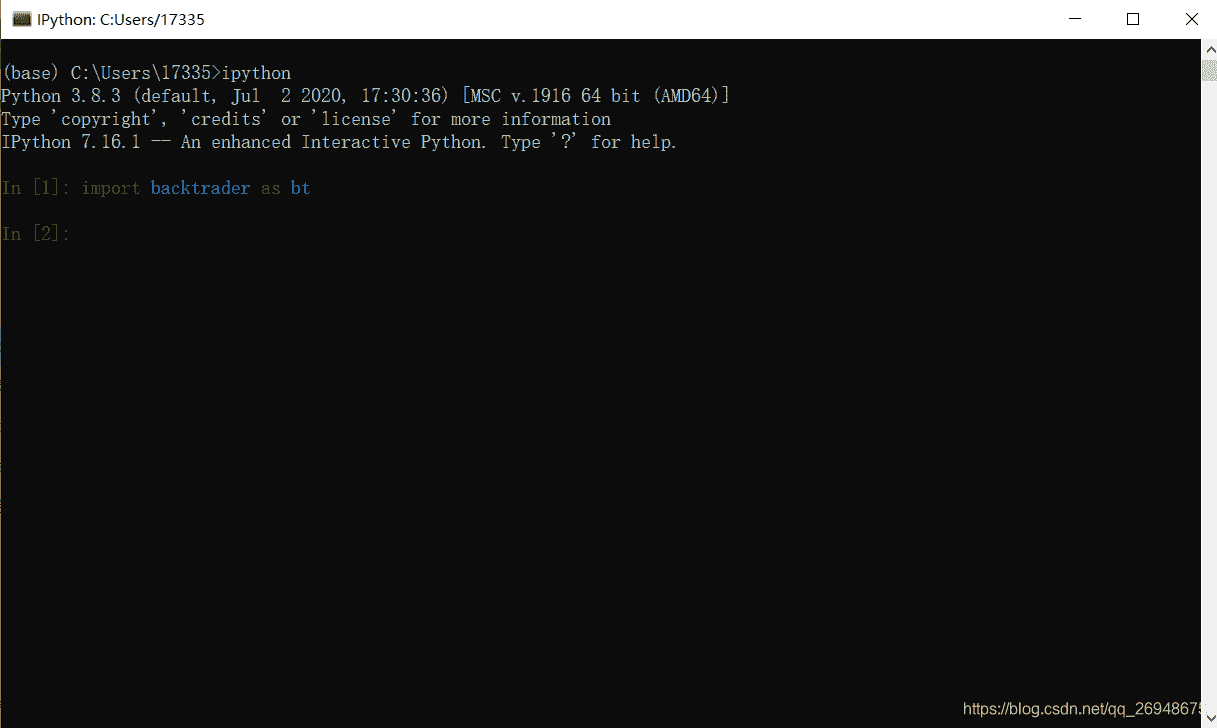 IPython: C:Users/17335
(base) C:\Users\17335>ipython
Python 3.8.3 (default, Jul  2 2020, 17:30:36) [MSC v.1916 64 bit (AMD64)]
Type 'copyright', 'credits' or 'license' for more information
IPython 7.16.1 -- An enhanced Interactive Python. Type '?' for help.
In [1]: import backtrader as bt
In [2]:
https://blog.csdn.net/qq_26948675